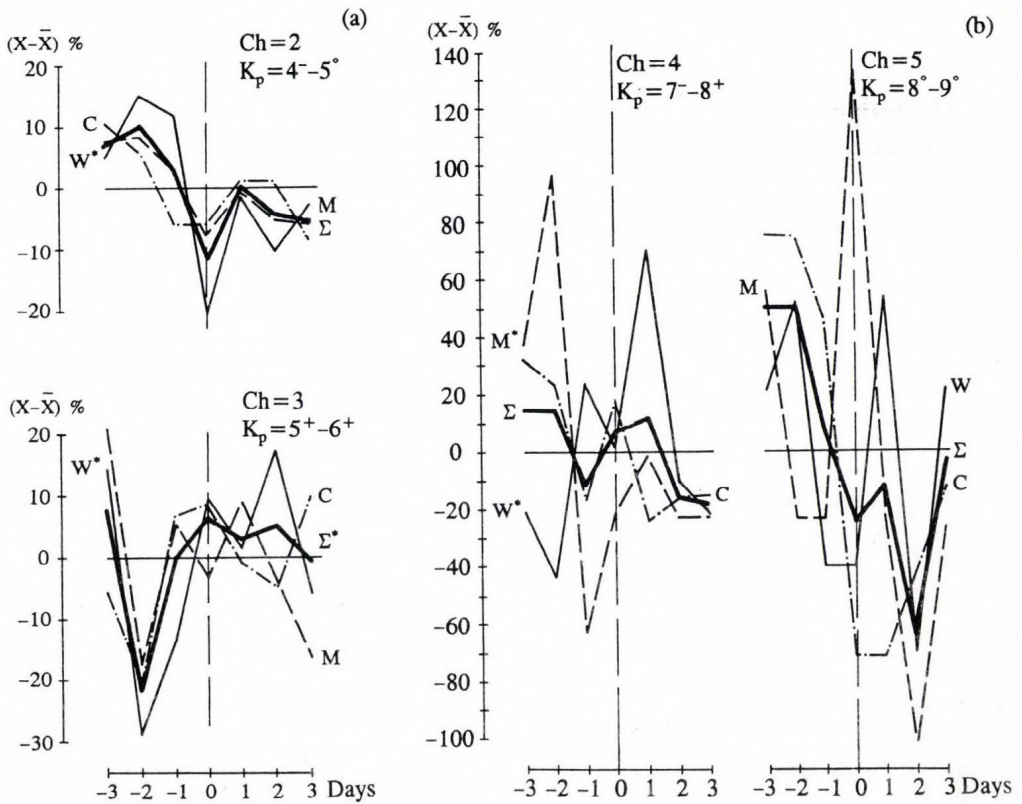 (a)
(X–X̄) %
Ch=2
Kp=4⁻–5°
20
10
0
–10
–20
C
W*
M
Σ
(X–X̄) %
Ch=3
Kp=5⁺–6⁺
20
10
0
–10
–20
–30
W*
C
Σ*
M
–3 –2 –1 0 1 2 3 Days
(b)
(X–X̄) %
Ch=4
Kp=7⁻–8⁺
140
120
100
80
60
40
20
0
–20
–40
–60
–80
–100
M*
Σ
W*
C
–3 –2 –1 0 1 2 3
Ch=5
Kp=8°–9°
M
W
Σ
C
–3 –2 –1 0 1 2 3 Days